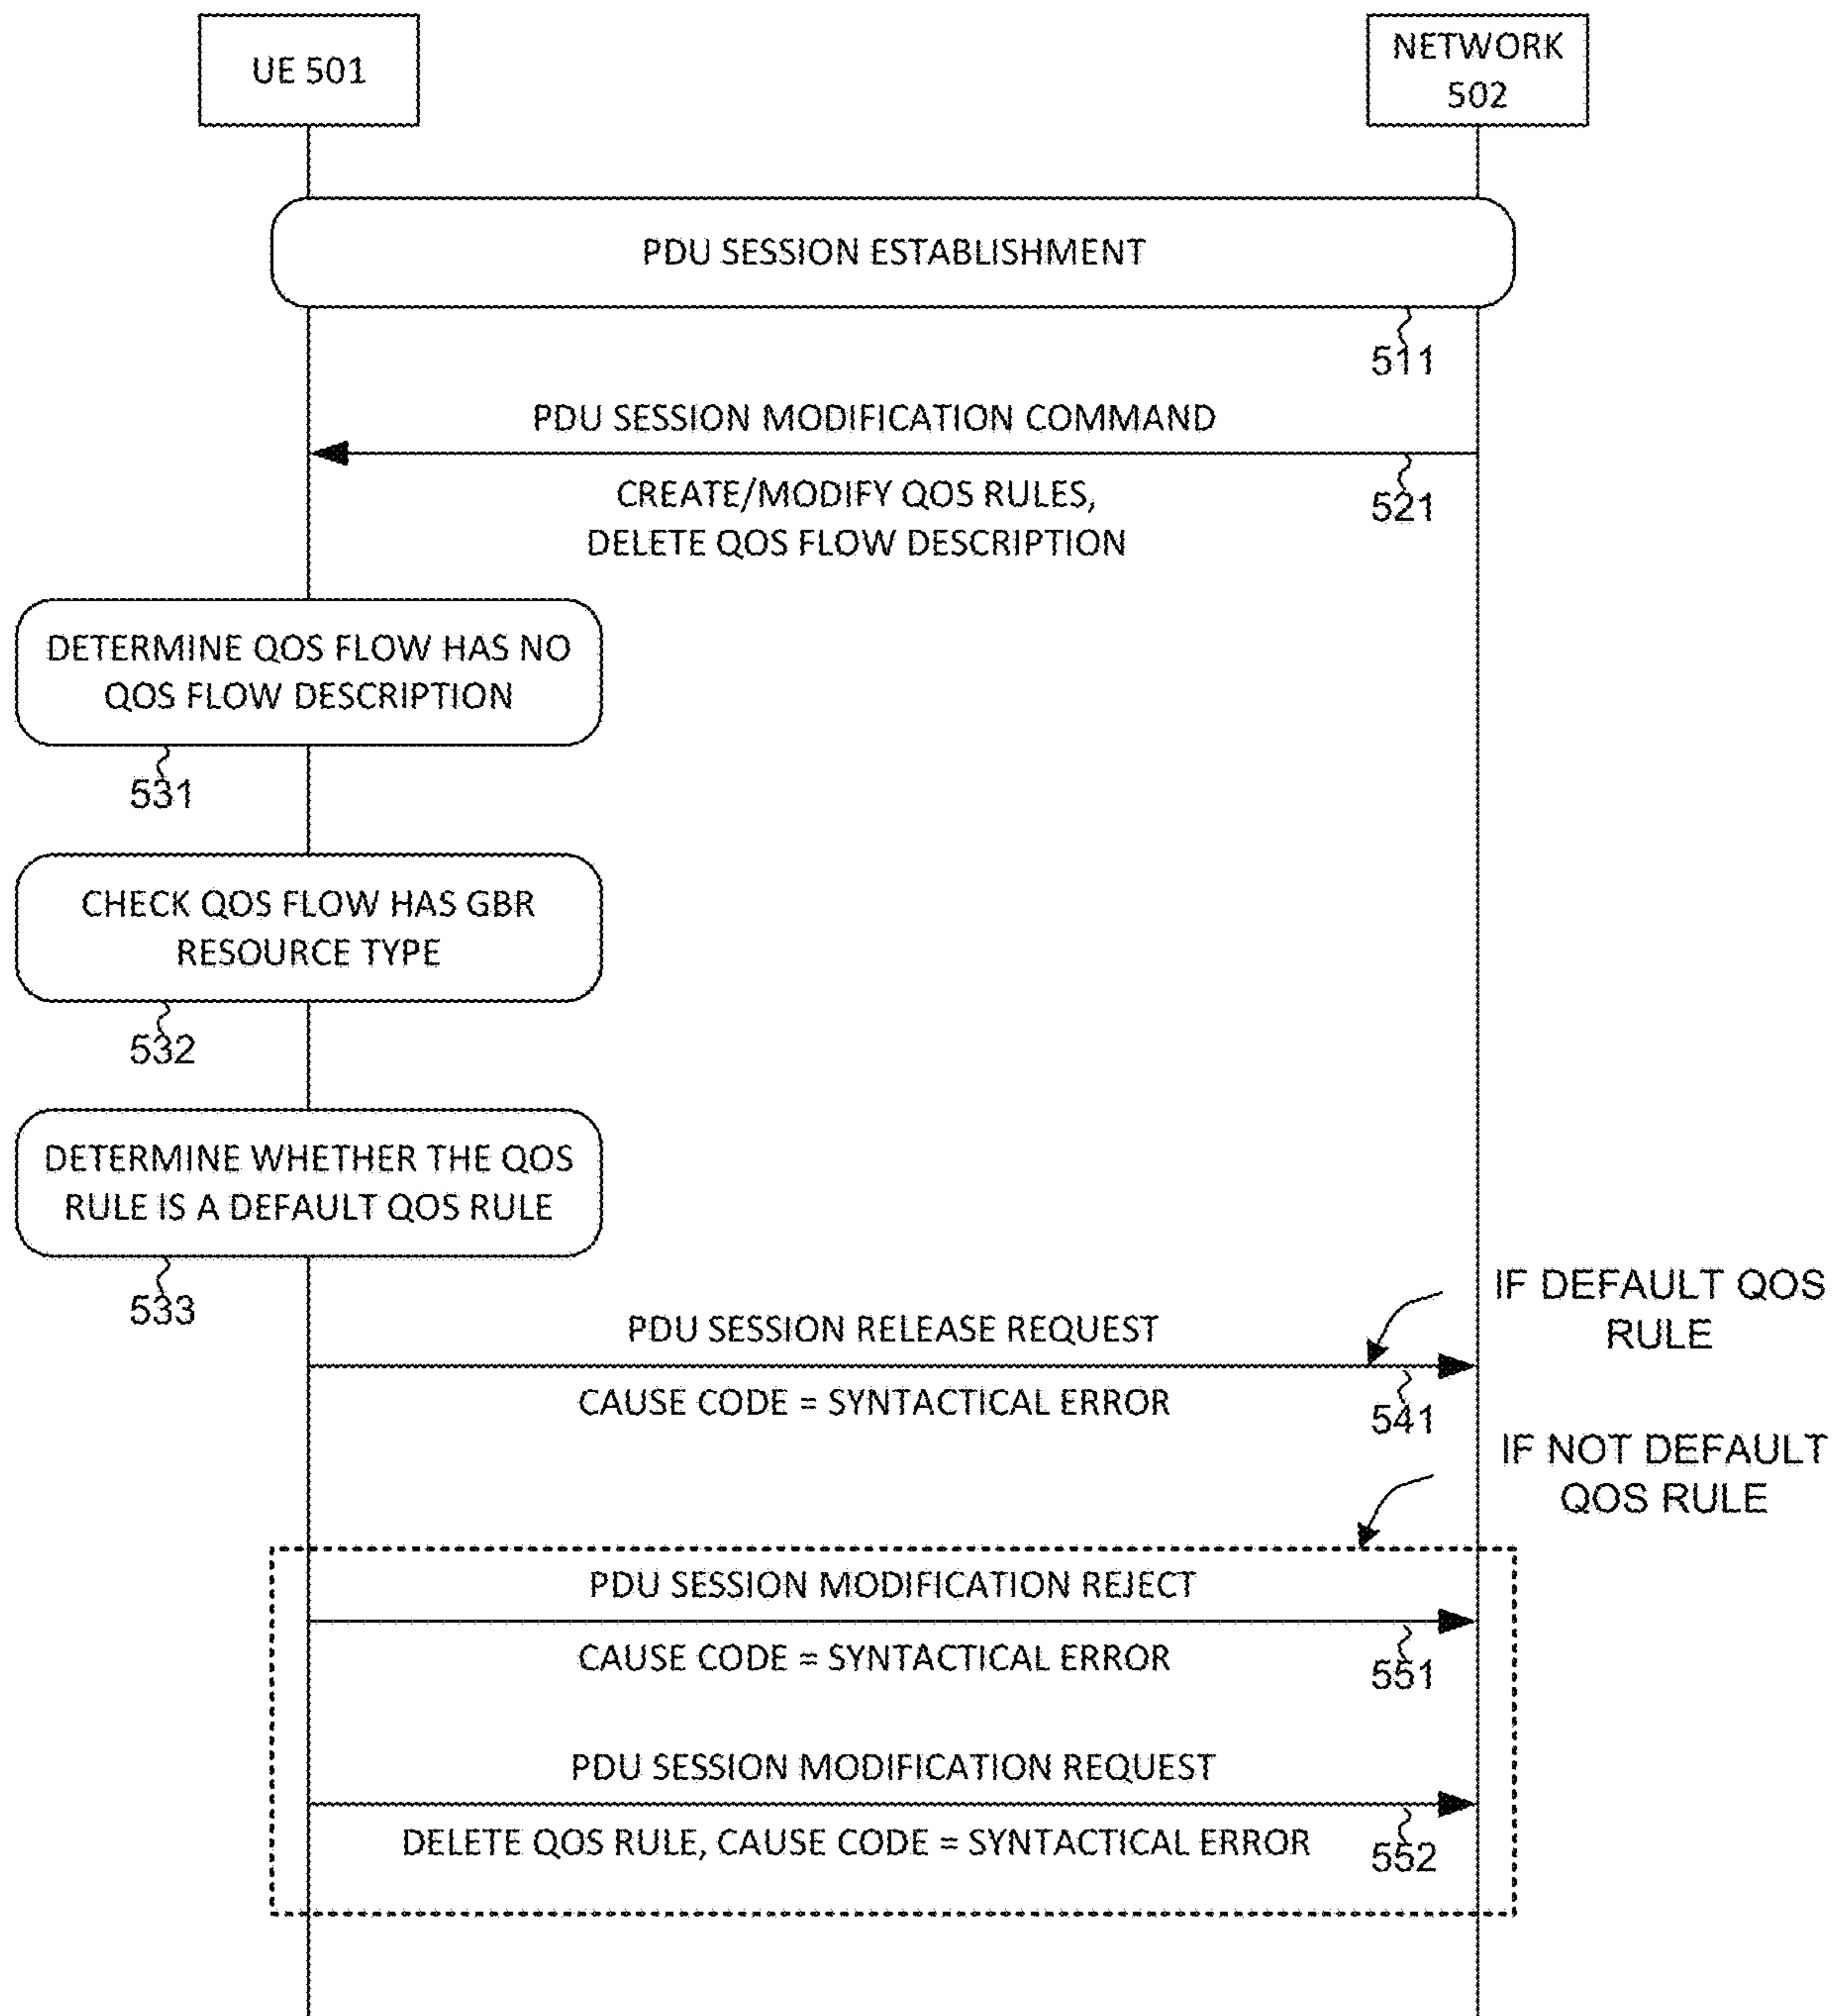 UE 501
NETWORK
502
PDU SESSION ESTABLISHMENT
511
PDU SESSION MODIFICATION COMMAND
521
CREATE/MODIFY QOS RULES,
DELETE QOS FLOW DESCRIPTION
DETERMINE QOS FLOW HAS NO
QOS FLOW DESCRIPTION
531
CHECK QOS FLOW HAS GBR
RESOURCE TYPE
532
DETERMINE WHETHER THE QOS
RULE IS A DEFAULT QOS RULE
533
IF DEFAULT QOS
RULE
PDU SESSION RELEASE REQUEST
CAUSE CODE = SYNTACTICAL ERROR
541
IF NOT DEFAULT
QOS RULE
PDU SESSION MODIFICATION REJECT
CAUSE CODE = SYNTACTICAL ERROR
551
PDU SESSION MODIFICATION REQUEST
DELETE QOS RULE, CAUSE CODE = SYNTACTICAL ERROR
552